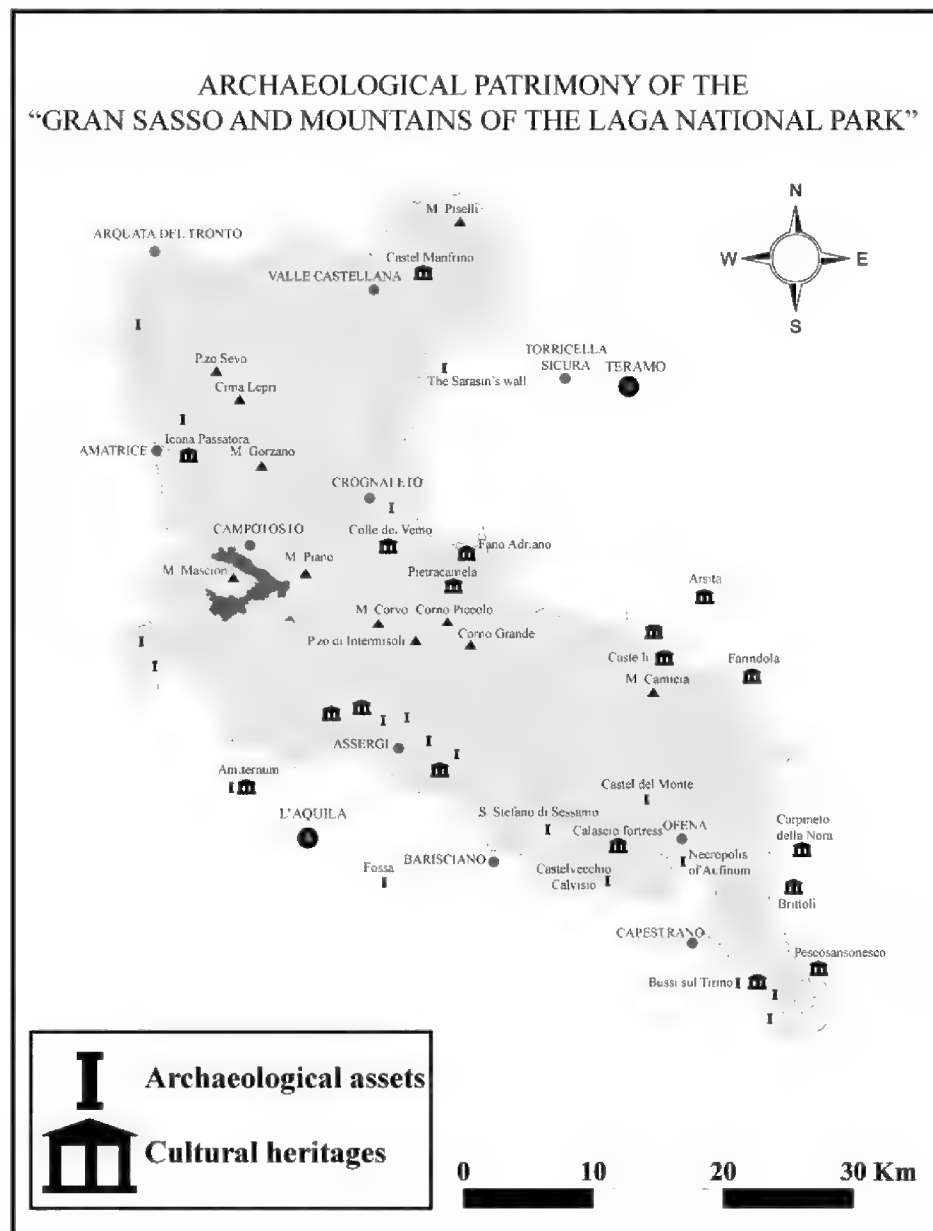 ARCHAEOLOGICAL PATRIMONY OF THE
“GRAN SASSO AND MOUNTAINS OF THE LAGA NATIONAL PARK”
N
W
E
S
M. Piselli
ARQUATA DEL TRONTO
Castel Manfrino
VALLE CASTELLANA
P.zo Sevo
Cima Lepri
TORRICELLA
SICURA
TERAMO
The Sarasin's wall
Icona Passatora
AMATRICE
M. Gorzano
CROGNALETO
CAMPOTOSTO
Colle del Vento
Fano Adriano
M. Mascion
M. Piano
Pietracamela
Arsita
M. Corvo
Corno Piccolo
P.zo di Intermisoli
Corno Grande
Castelli
Farindola
M. Camicia
ASSERGI
Amiternum
L'AQUILA
Castel del Monte
S. Stefano di Sessanio
Calascio fortress
OFENA
Carpineto
della Nora
BARISCIANO
Fossa
Castelvecchio
Calvisio
Necropolis
of Aufinum
Brittoli
CAPESTRANO
Pescosansonesco
Bussi sul Tirino
Archaeological assets
Cultural heritages
0 10 20 30 Km